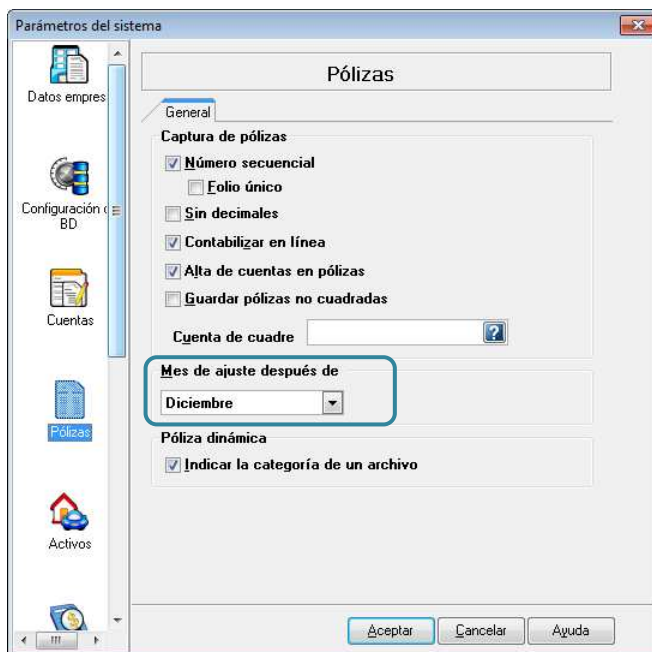 Parámetros del sistema
Datos empres
Configuración
BD
Cuentas
Pólizas
Activos
Pólizas
General
Captura de pólizas
Número secuencial
Folio único
Sin decimales
Contabilizar en línea
Alta de cuentas en pólizas
Guardar pólizas no cuadradas
Cuenta de cuadre
Mes de ajuste después de
Diciembre
Póliza dinámica
Indicar la categoría de un archivo
Aceptar
Cancelar
Ayuda